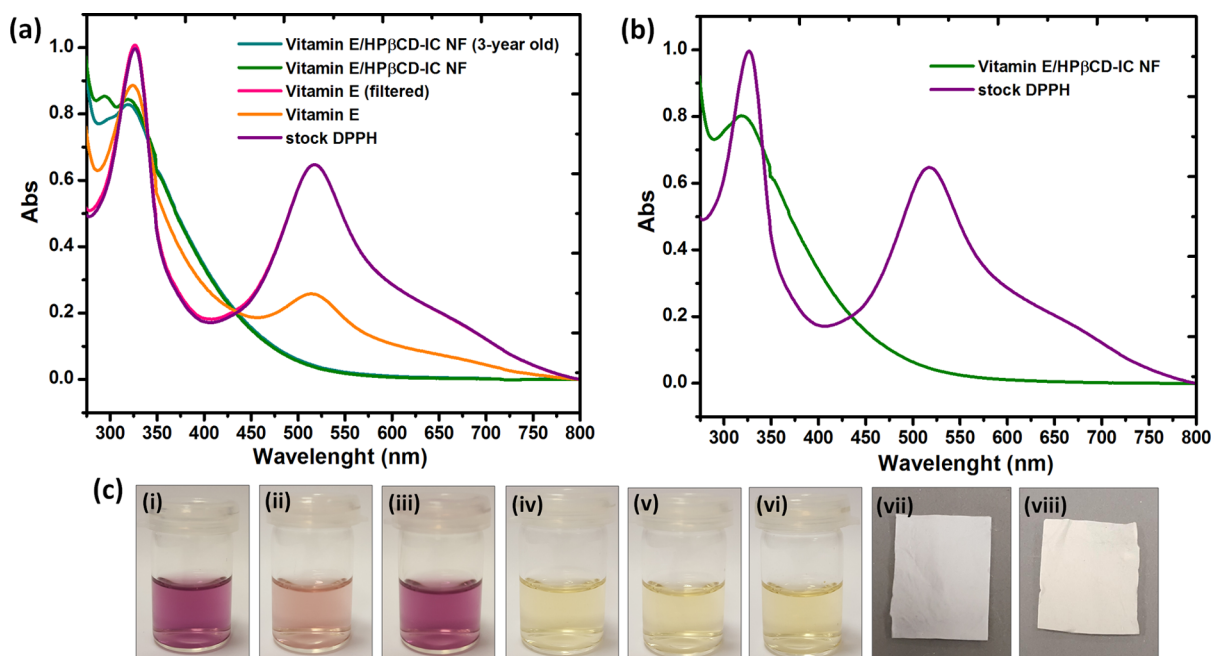 (a)
1.0
0.8
0.6
0.4
0.2
0.0
Abs
Vitamin E/HPβCD-IC NF (3-year old)
Vitamin E/HPβCD-IC NF
Vitamin E (filtered)
Vitamin E
stock DPPH
300 350 400 450 500 550 600 650 700 750 800
Wavelenght (nm)
(b)
1.0
0.8
0.6
0.4
0.2
0.0
Abs
Vitamin E/HPβCD-IC NF
stock DPPH
300 350 400 450 500 550 600 650 700 750 800
Wavelenght (nm)
(c)
(i) (ii) (iii) (iv) (v) (vi) (vii) (viii)